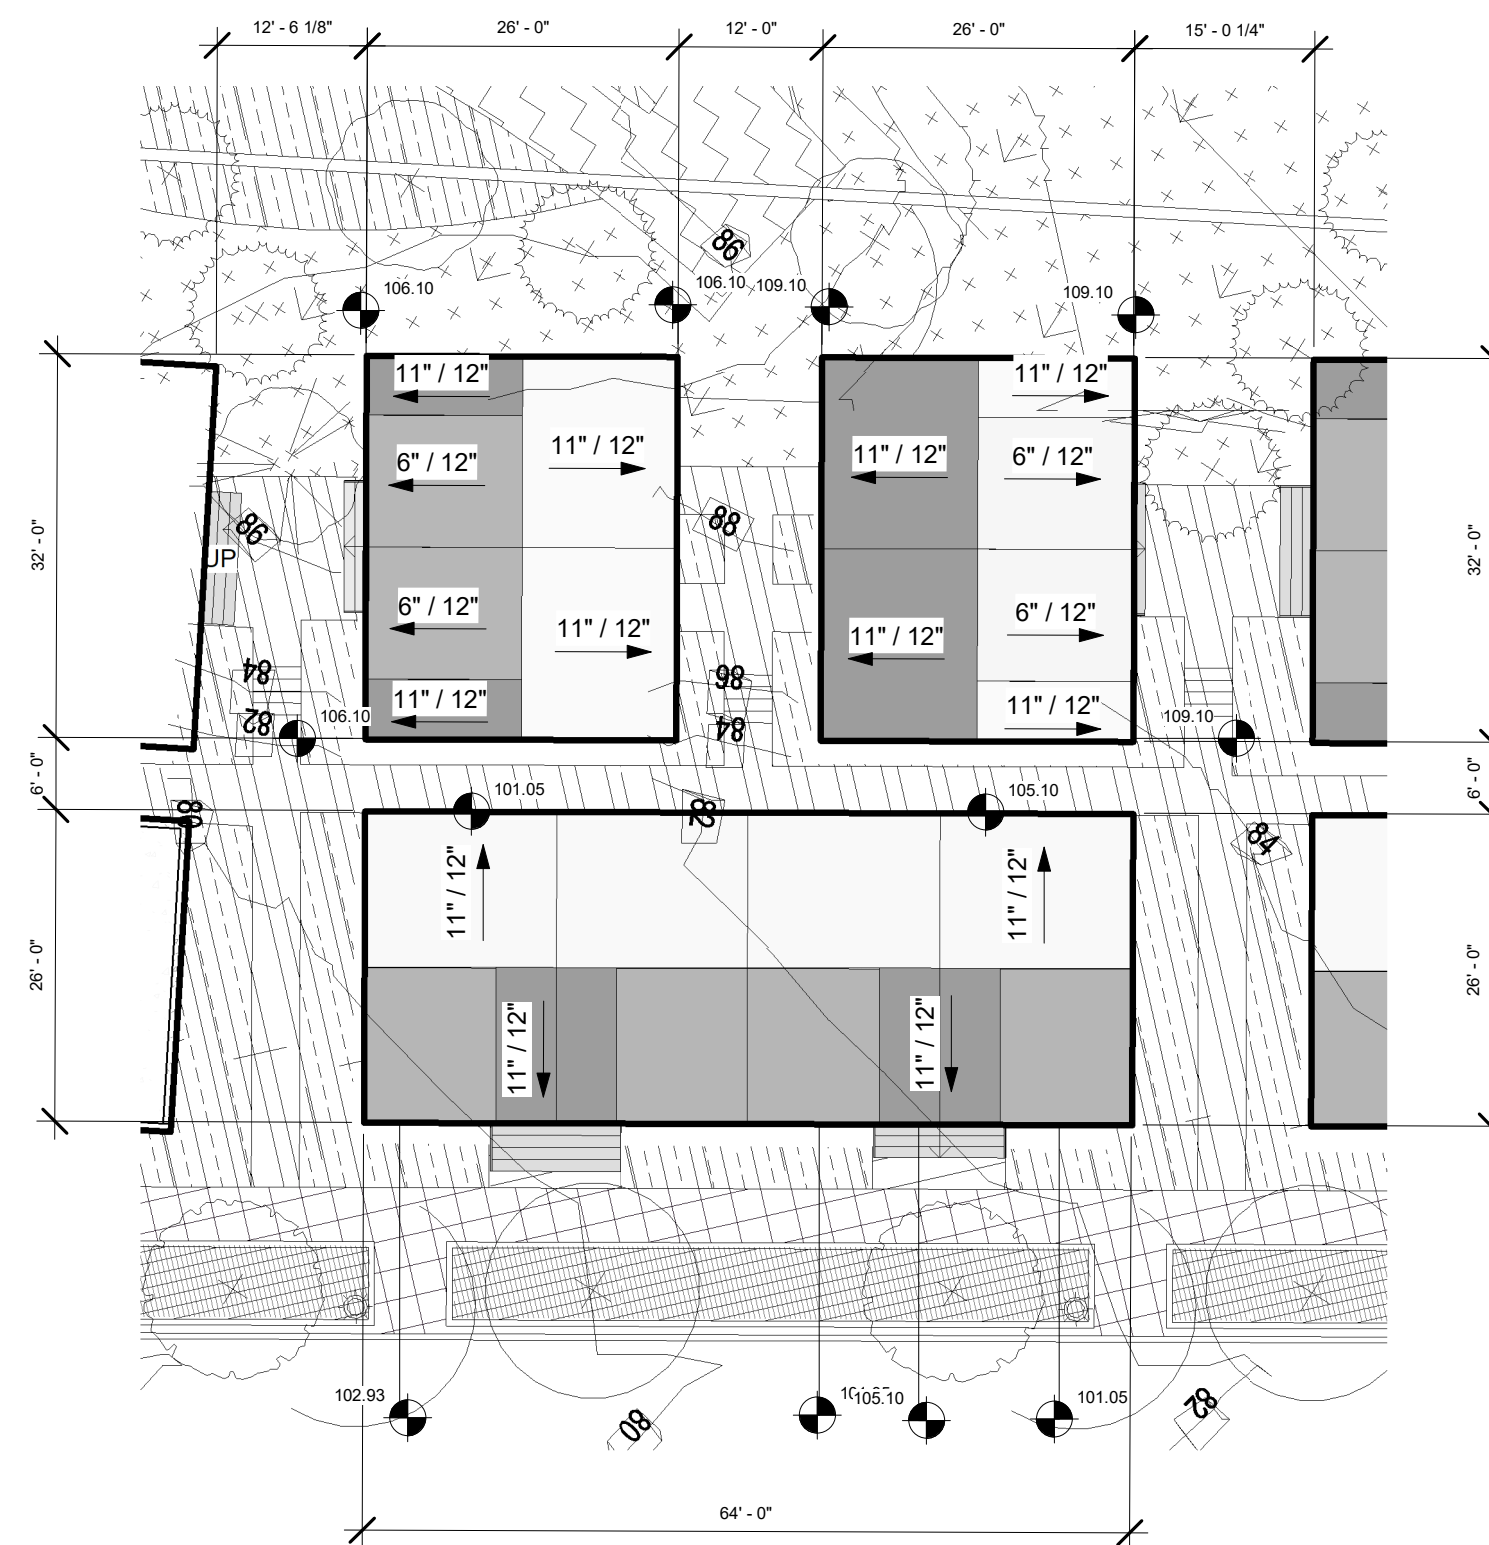 12' - 6 1/8"
26' - 0"
12' - 0"
26' - 0"
15' - 0 1/4"
98
106.10
106.10
109.10
109.10
11" / 12"
11" / 12"
11" / 12"
6" / 12"
11" / 12"
6" / 12"
32' - 0"
86
UP
88
32' - 0"
6" / 12"
11" / 12"
11" / 12"
6" / 12"
84
86
11" / 12"
11" / 12"
82
106.10
84
109.10
6' - 0"
6' - 0"
101.05
105.10
80
82
84
11" / 12"
11" / 12"
26' - 0"
26' - 0"
11" / 12"
11" / 12"
102.93
105.10
101.05
80
82
64' - 0"